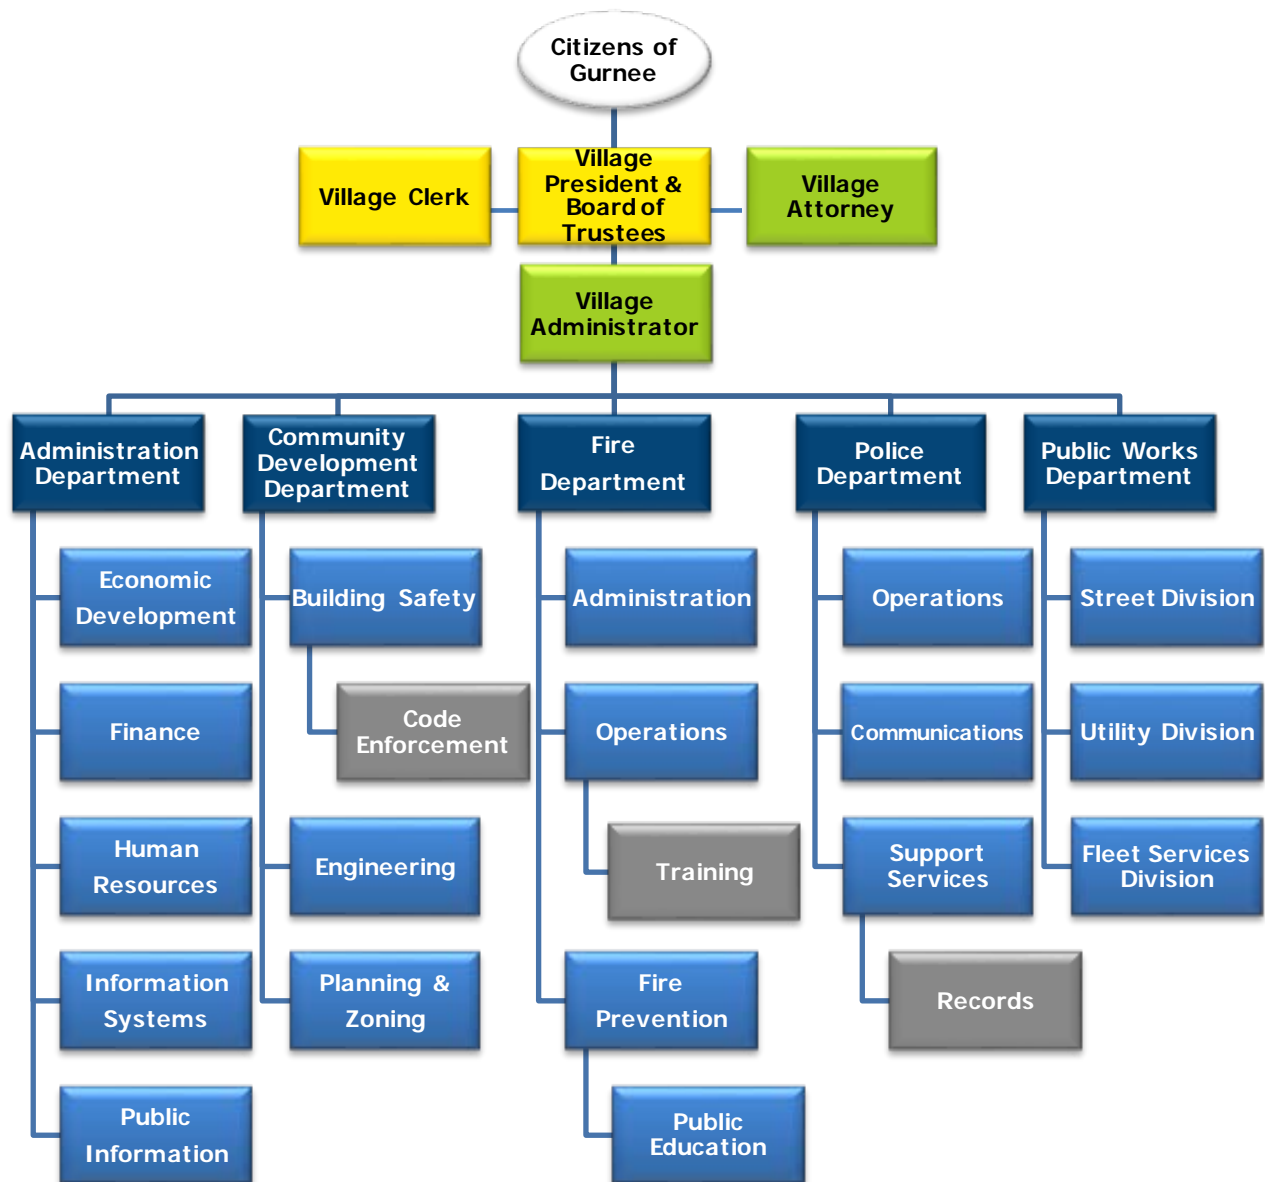 Citizens of
Gurnee
Village Clerk
Village
President &
Board of
Trustees
Village
Attorney
Village
Administrator
Administration
Department
Community
Development
Department
Fire
Department
Police
Department
Public Works
Department
Economic
Development
Building Safety
Administration
Operations
Street Division
Finance
Code
Enforcement
Operations
Communications
Utility Division
Human
Resources
Engineering
Training
Support
Services
Fleet Services
Division
Information
Systems
Planning &
Zoning
Fire
Prevention
Records
Public
Information
Public
Education